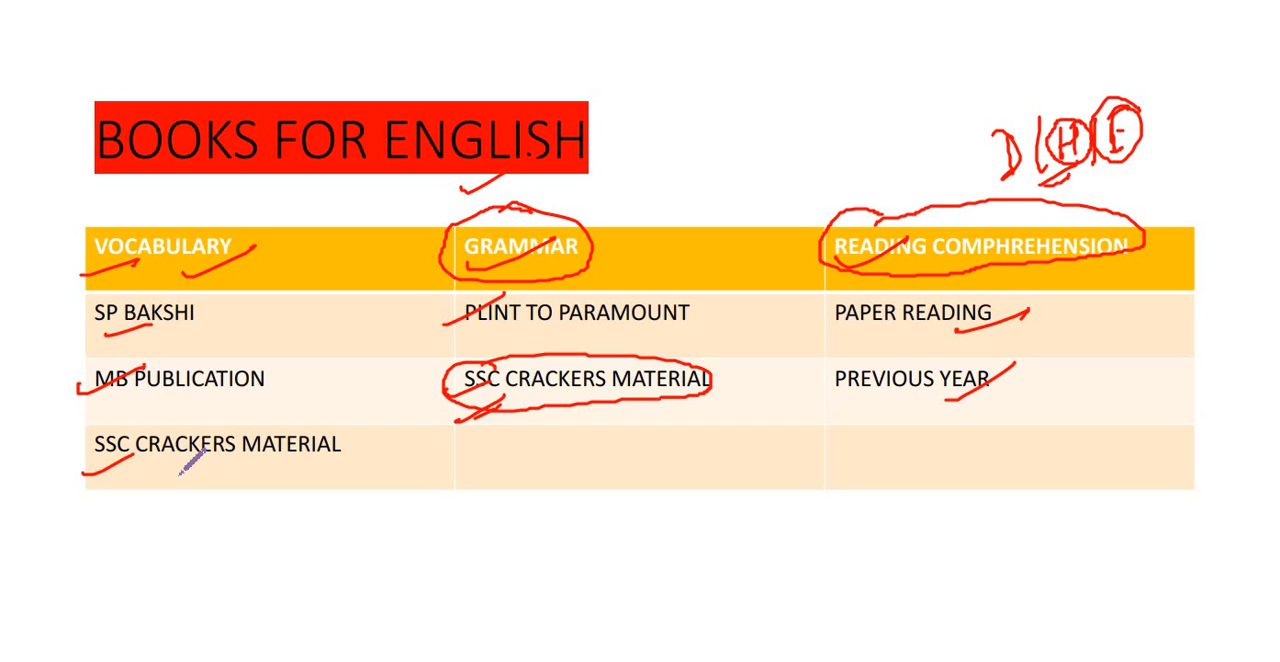 BOOKS FOR ENGLISH
D H E
VOCABULARY GRAMMAR READING COMPHREHENSION
SP BAKSHI PLINT TO PARAMOUNT PAPER READING
MB PUBLICATION SSC CRACKERS MATERIAL PREVIOUS YEAR
SSC CRACKERS MATERIAL